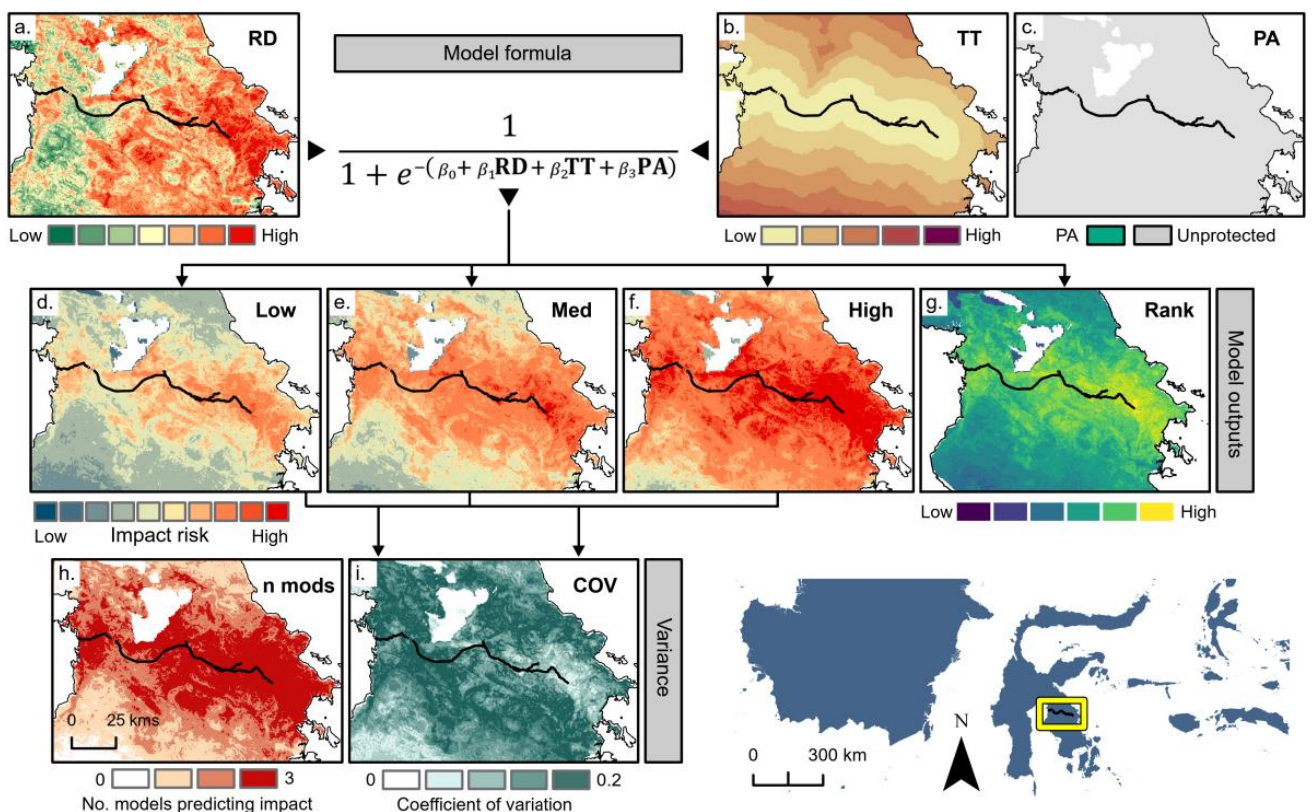 a.
RD
Model formula
b.
TT
c.
PA
1
1 + e^-(β0 + β1RD + β2TT + β3PA)
Low
High
Low
High
PA
Unprotected
d.
Low
e.
Med
f.
High
g.
Rank
Model outputs
Low
Impact risk
High
Low
High
h.
n mods
i.
COV
Variance
0
25 kms
N
0
300 km
0
3
No. models predicting impact
0
0.2
Coefficient of variation